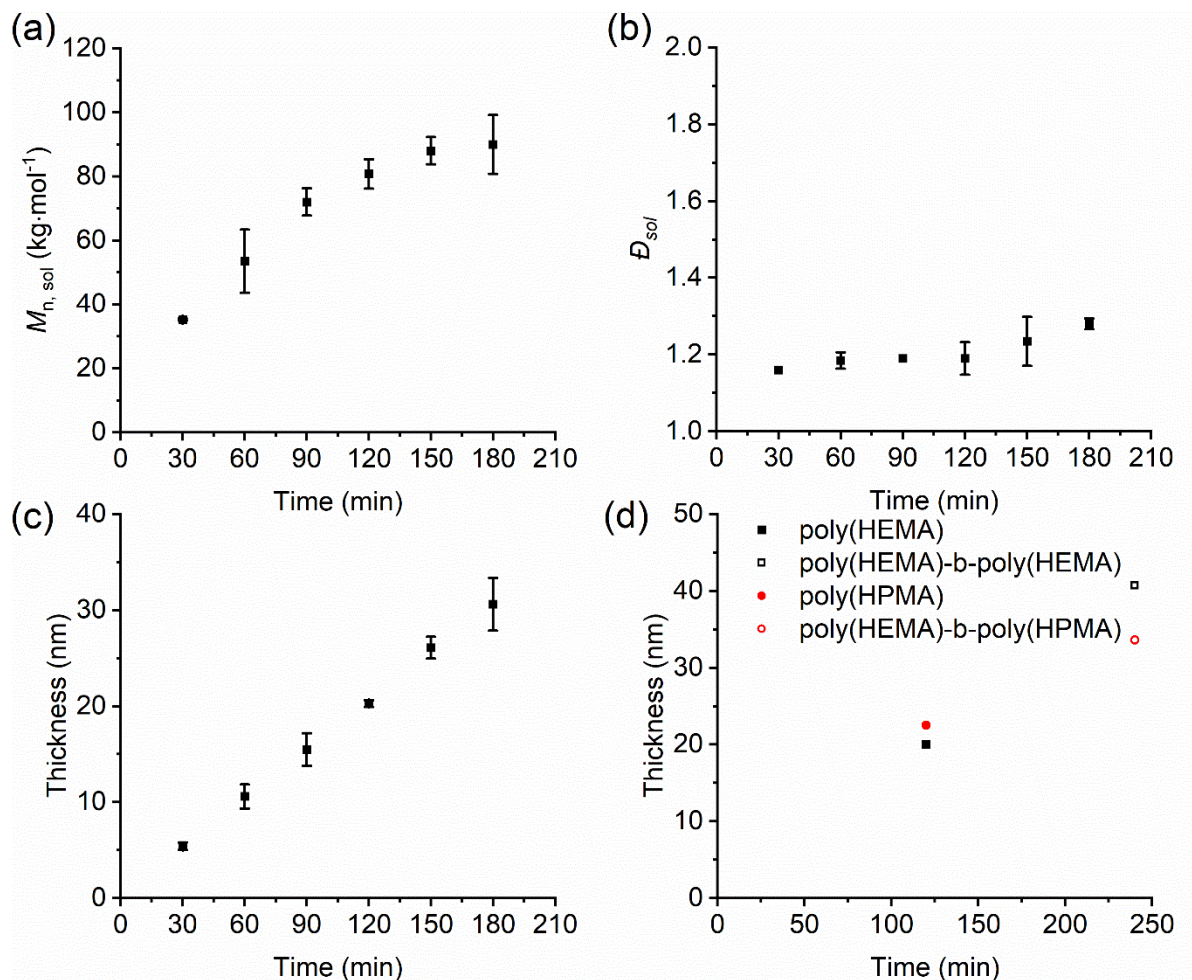 (a)
120
100
80
60
40
20
0
M_n, sol (kg·mol⁻¹)
0 30 60 90 120 150 180 210
Time (min)
(b)
2.0
1.8
1.6
1.4
1.2
1.0
Đ_sol
0 30 60 90 120 150 180 210
Time (min)
(c)
40
30
20
10
0
Thickness (nm)
0 30 60 90 120 150 180 210
Time (min)
(d)
50
40
30
20
10
0
Thickness (nm)
poly(HEMA)
poly(HEMA)-b-poly(HEMA)
poly(HPMA)
poly(HEMA)-b-poly(HPMA)
0 50 100 150 200 250
Time (min)